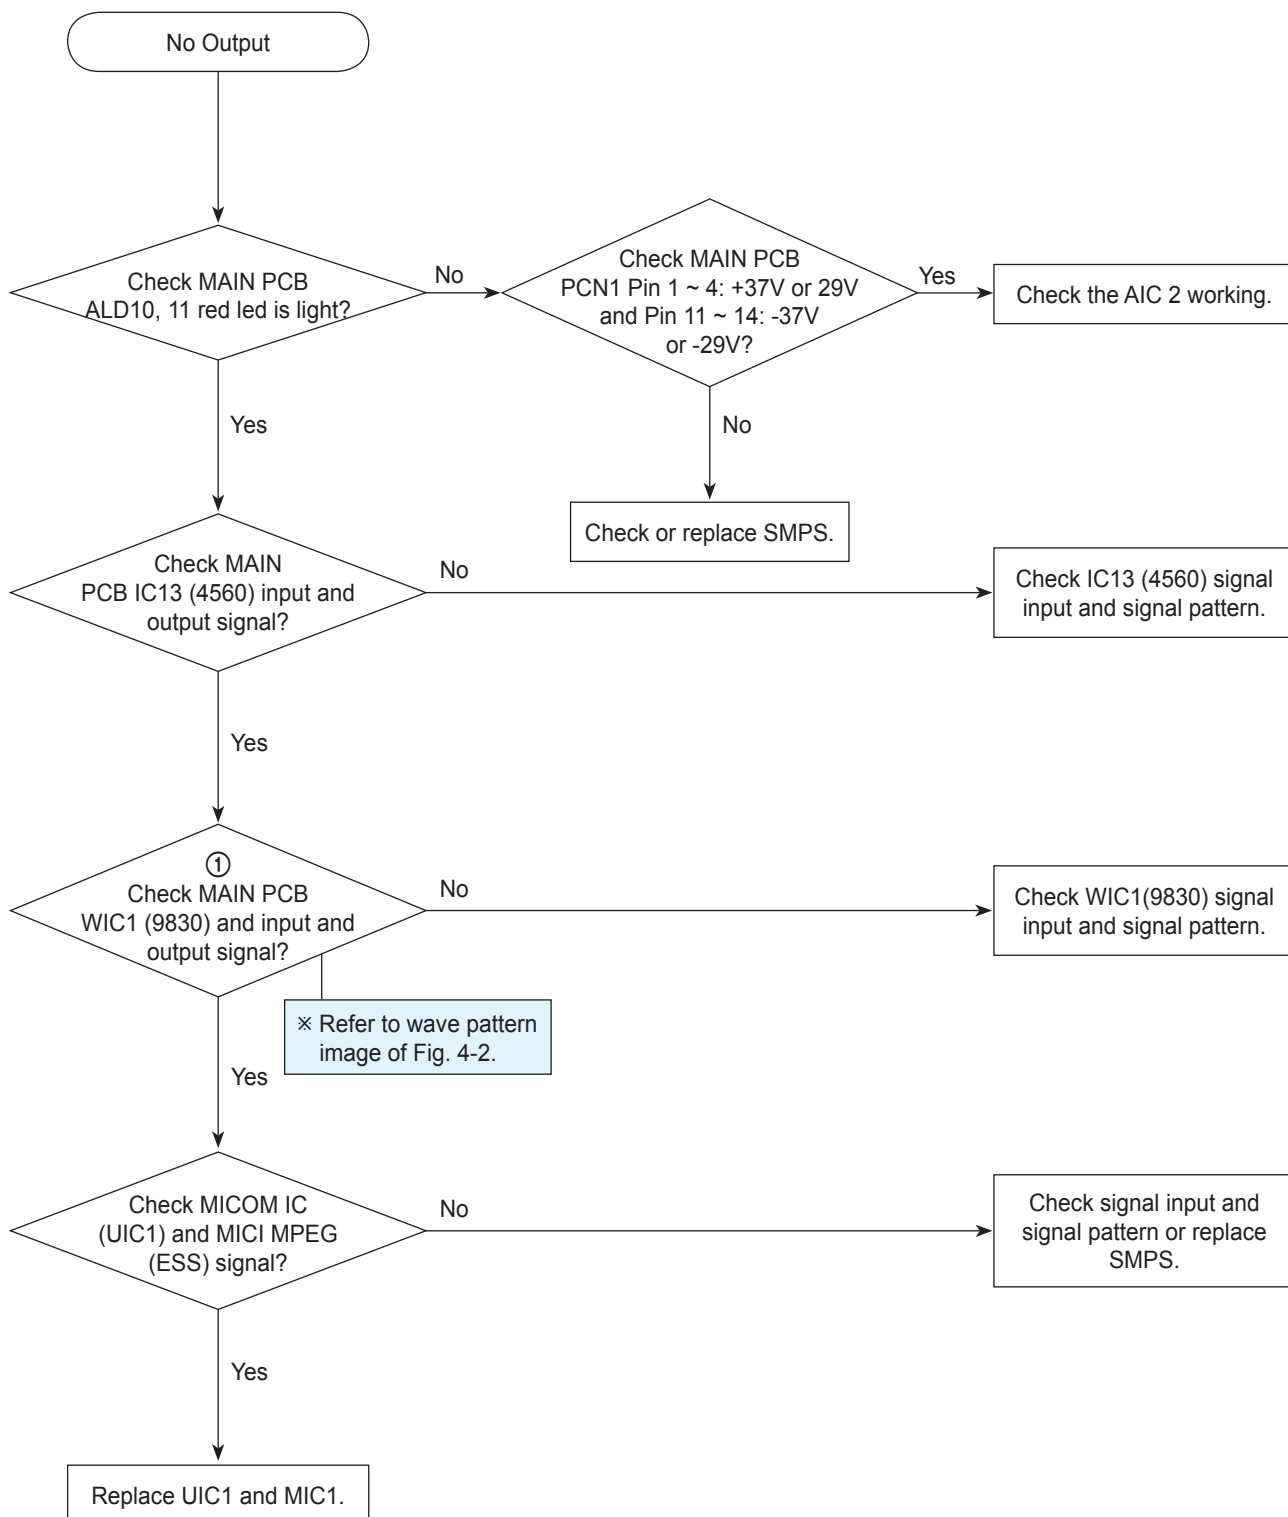 No Output
Check MAIN PCB
ALD10, 11 red led is light?
No
Check MAIN PCB
PCN1 Pin 1 ~ 4: +37V or 29V
and Pin 11 ~ 14: -37V
or -29V?
Yes
Check the AIC 2 working.
Yes
No
Check or replace SMPS.
Check MAIN
PCB IC13 (4560) input and
output signal?
No
Check IC13 (4560) signal
input and signal pattern.
Yes
①
Check MAIN PCB
WIC1 (9830) and input and
output signal?
No
Check WIC1(9830) signal
input and signal pattern.
※ Refer to wave pattern
image of Fig. 4-2.
Yes
Check MICOM IC
(UIC1) and MICI MPEG
(ESS) signal?
No
Check signal input and
signal pattern or replace
SMPS.
Yes
Replace UIC1 and MIC1.